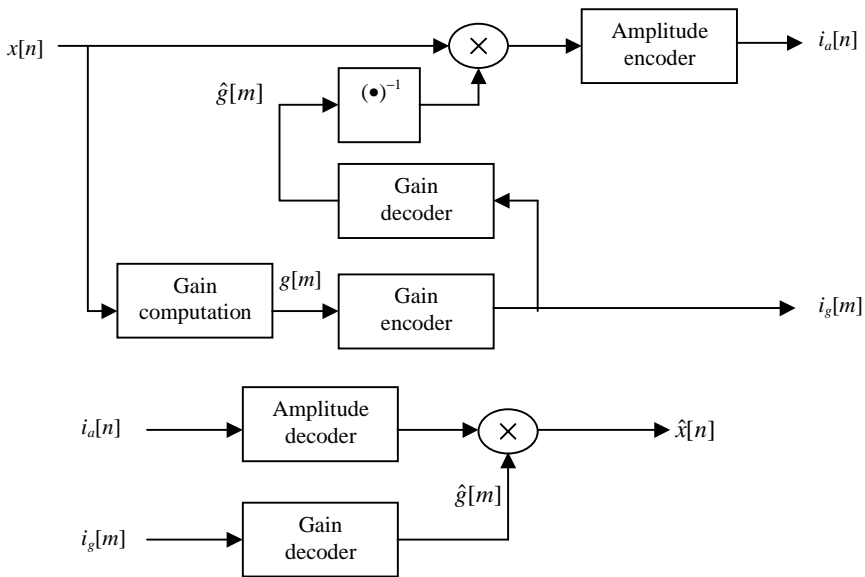 x[n]
×
Amplitude
encoder
i_a[n]
ĝ[m]
(•)⁻¹
Gain
decoder
Gain
computation
g[m]
Gain
encoder
i_g[m]
i_a[n]
Amplitude
decoder
×
x̂[n]
ĝ[m]
i_g[m]
Gain
decoder